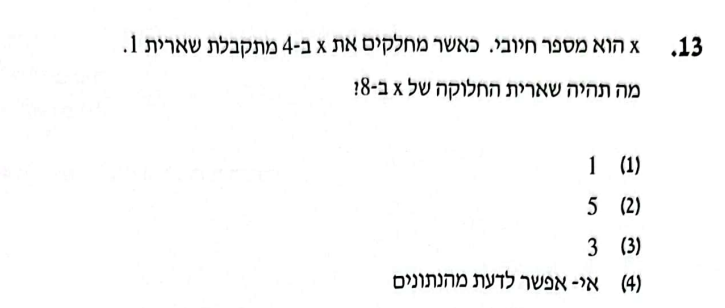 13. x הוא מספר חיובי. כאשר מחלקים את x ב-4 מתקבלת שארית 1.
מה תהיה שארית החלוקה של x ב-8?
(1) 1
(2) 5
(3) 3
(4) אי- אפשר לדעת מהנתונים